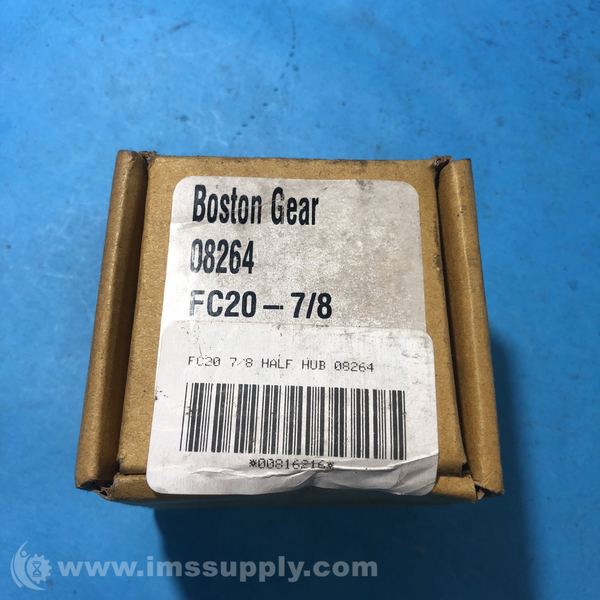 Boston Gear
08264
FC20 – 7/8
FC20 7/8 HALF HUB 08264
*00816216*
www.imssupply.com